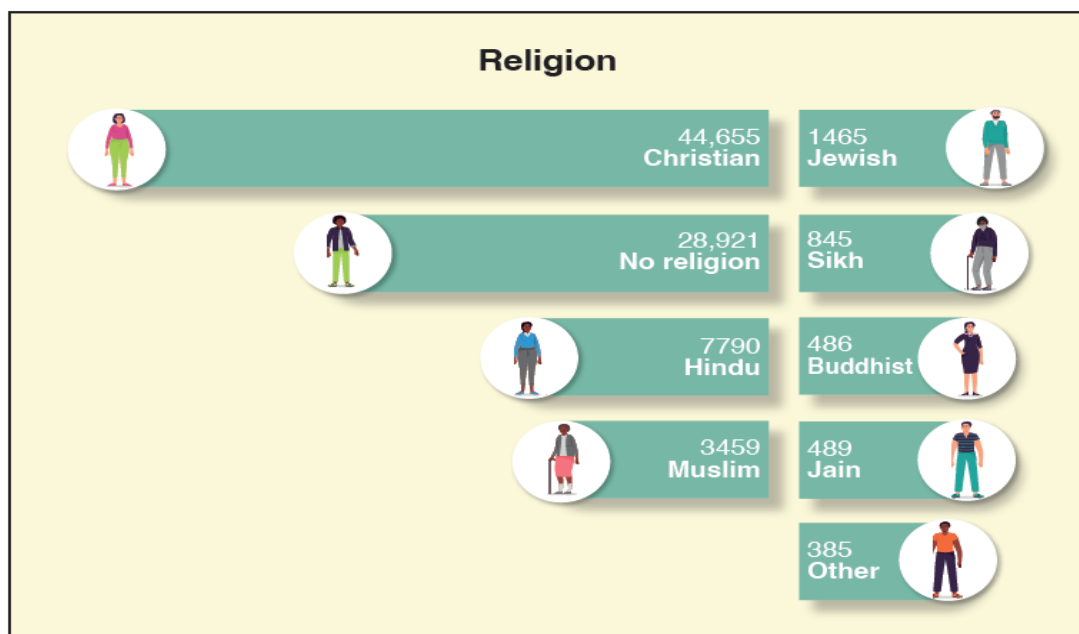 Religion
44,655
Christian
28,921
No religion
7790
Hindu
3459
Muslim
1465
Jewish
845
Sikh
486
Buddhist
489
Jain
385
Other